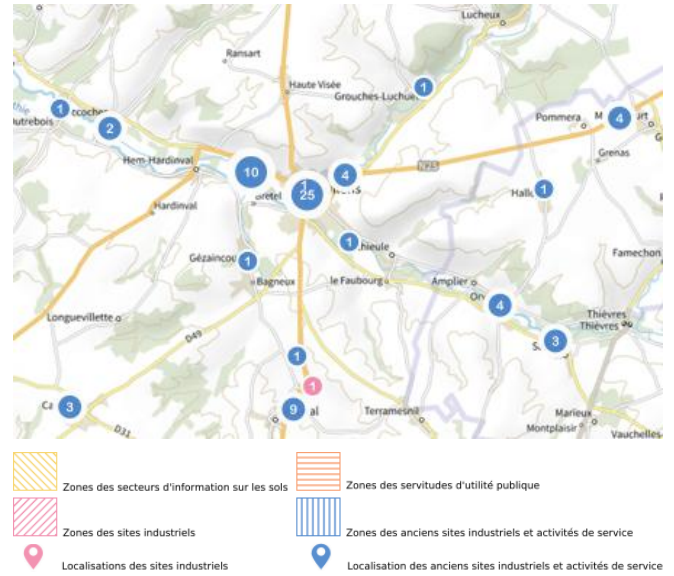 Lucheux
Ransart
Haute Visée
1
Grouches-Luchuel
1
2
Pommera
4
Grenas
Hem-Hardinval
10
4
1
25
Bretel
1
Hardinval
1
Gézaincou
1
Bagneux
le Faubourg
Amplier
Famechon
4
Thièvres
Thièvres
Longuevillette
D49
3
1
1
3
9
al
Terramesnil
Marieux
Montplaisir
Vauchelles-
D31
Zones des secteurs d'information sur les sols
Zones des servitudes d'utilité publique
Zones des sites industriels
Zones des anciens sites industriels et activités de service
Localisations des sites industriels
Localisation des anciens sites industriels et activités de service